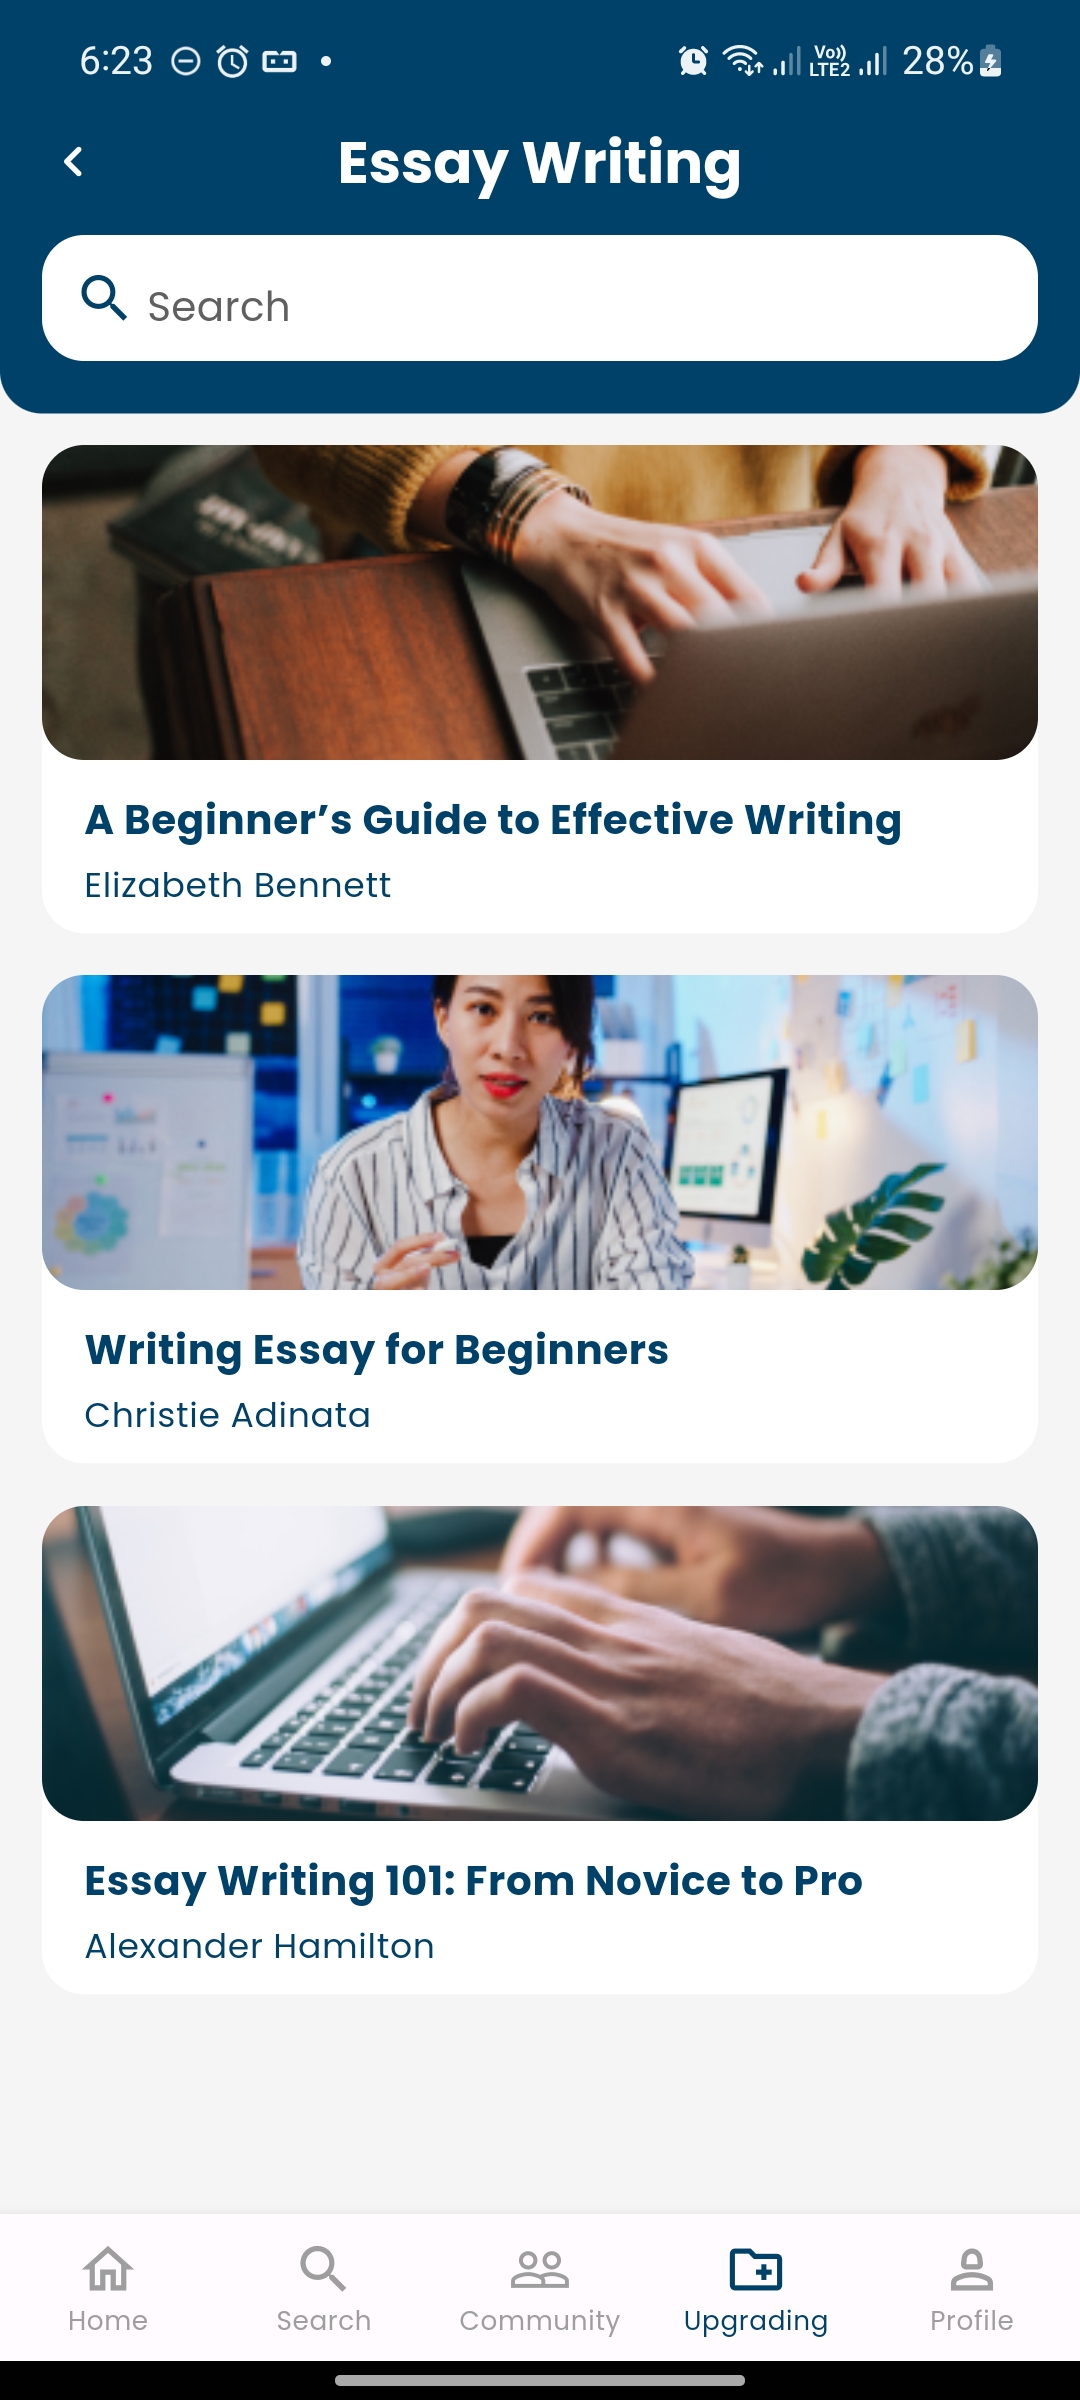 6:23
Vo))
LTE2
28%
Essay Writing
Search
A Beginner’s Guide to Effective Writing
Elizabeth Bennett
Writing Essay for Beginners
Christie Adinata
Essay Writing 101: From Novice to Pro
Alexander Hamilton
Home
Search
Community
Upgrading
Profile